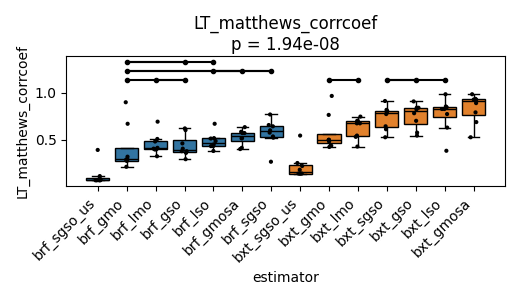 LT_matthews_corrcoef
p = 1.94e-08
LT_matthews_corrcoef
1.0
0.5
brf_sgso_us
brf_gmo
brf_lmo
brf_gso
brf_lso
brf_gmosa
brf_sgso
bxt_sgso_us
bxt_gmo
bxt_lmo
bxt_sgso
bxt_gso
bxt_lso
bxt_gmosa
estimator